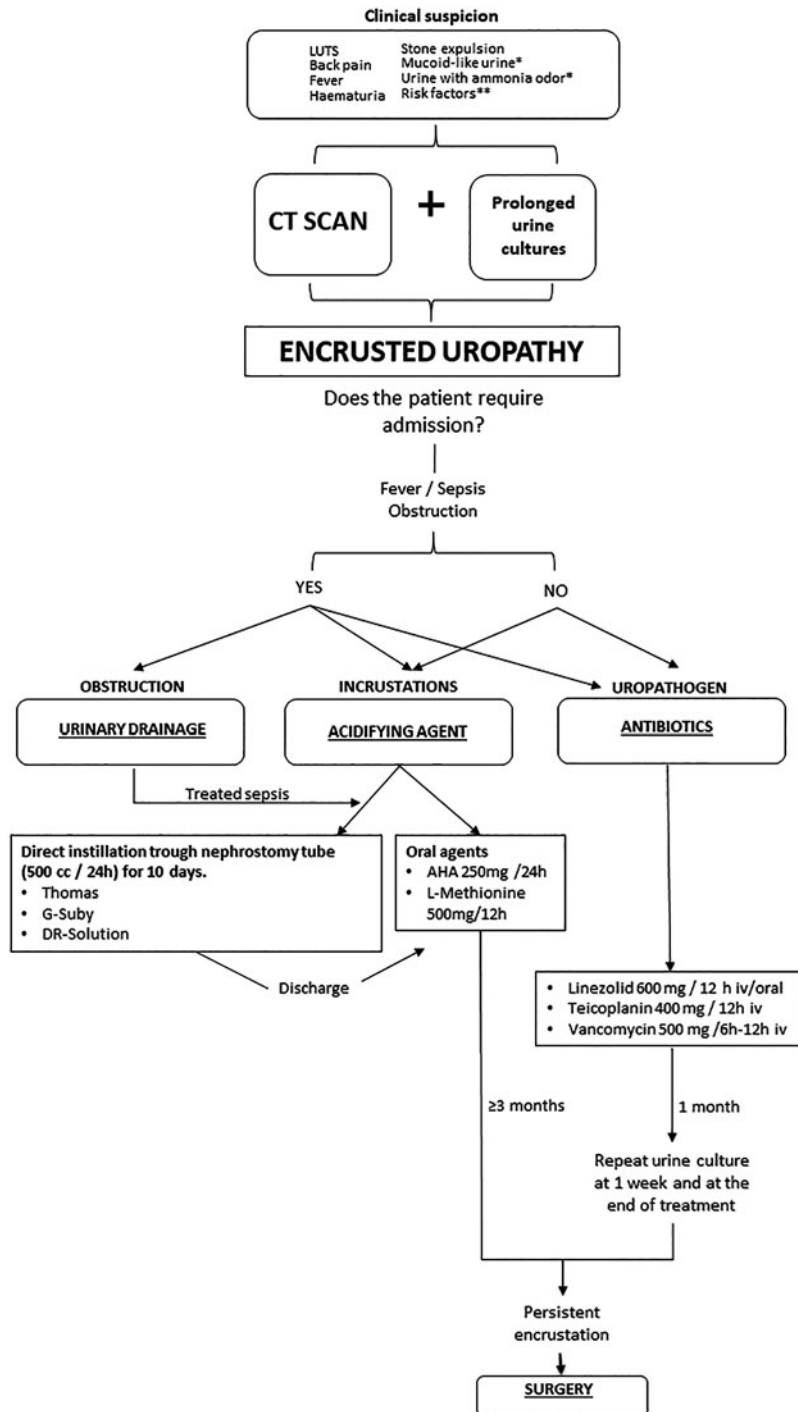 Clinical suspicion
LUTS
Back pain
Fever
Haematuria
Stone expulsion
Mucoid-like urine*
Urine with ammonia odor*
Risk factors**
CT SCAN
+
Prolonged
urine
cultures
ENCRUSTED UROPATHY
Does the patient require
admission?
Fever / Sepsis
Obstruction
YES
NO
OBSTRUCTION
URINARY DRAINAGE
INCRUSTATIONS
ACIDIFYING AGENT
UROPATHOGEN
ANTIBIOTICS
Treated sepsis
Direct instillation trough nephrostomy tube
(500 cc / 24h) for 10 days.
• Thomas
• G-Suby
• DR-Solution
Oral agents
• AHA 250mg /24h
• L-Methionine
500mg/12h
Discharge
• Linezolid 600 mg / 12 h iv/oral
• Teicoplanin 400 mg / 12h iv
• Vancomycin 500 mg /6h-12h iv
≥3 months
1 month
Repeat urine culture
at 1 week and at the
end of treatment
Persistent
encrustation
SURGERY